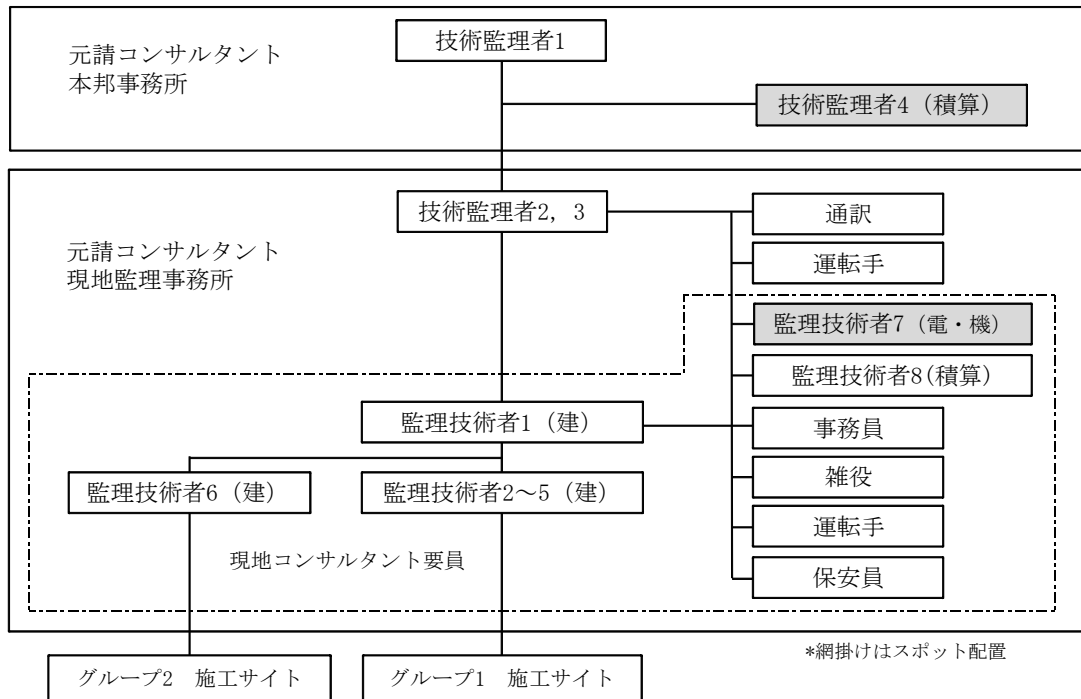 元請コンサルタント
本邦事務所
技術監理者1
技術監理者4（積算）
元請コンサルタント
現地監理事務所
技術監理者2, 3
通訳
運転手
監理技術者7（電・機）
監理技術者8(積算）
監理技術者1（建）
事務員
監理技術者6（建）
監理技術者2～5（建）
雑役
運転手
現地コンサルタント要員
保安員
*網掛けはスポット配置
グループ2　施工サイト
グループ1　施工サイト